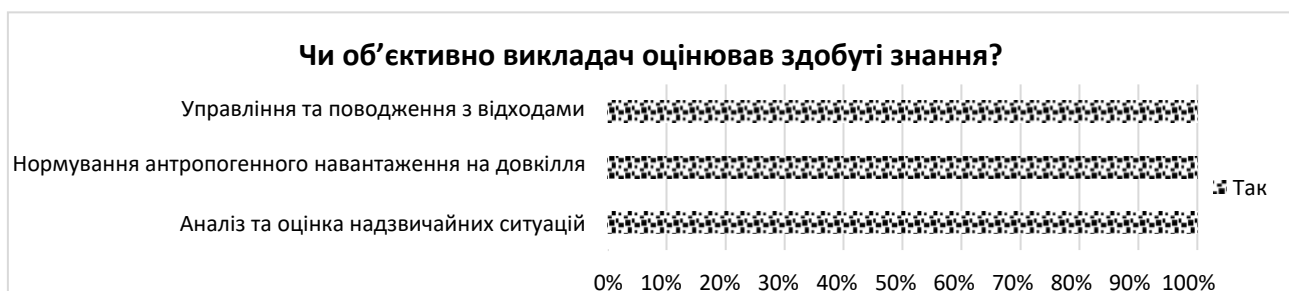 Чи об’єктивно викладач оцінював здобуті знання?
Управління та поводження з відходами
Нормування антропогенного навантаження на довкілля
Аналіз та оцінка надзвичайних ситуацій
Так
0% 10% 20% 30% 40% 50% 60% 70% 80% 90% 100%